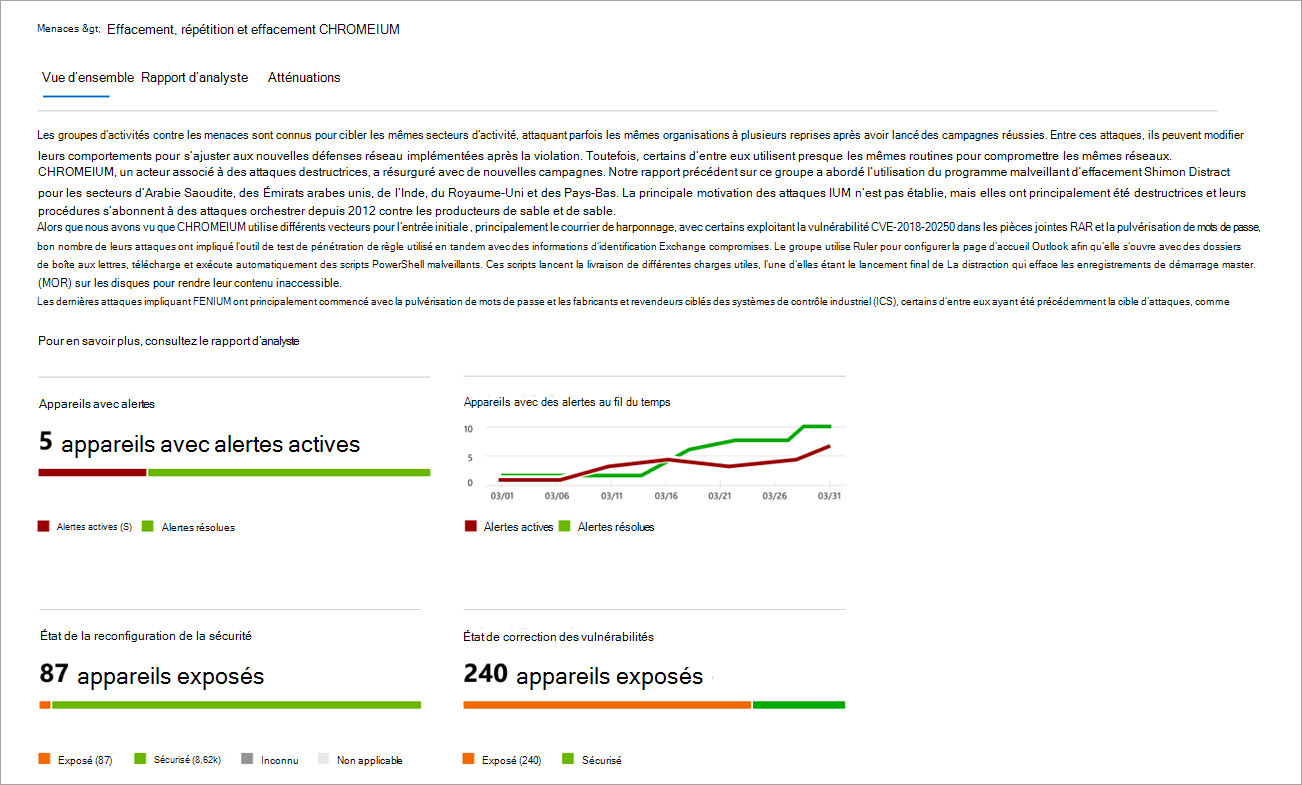 Menaces &gt; Effacement, répétition et effacement CHROMEIUM
Vue d'ensemble Rapport d'analyste Atténuations
Les groupes d'activités contre les menaces sont connus pour cibler les mêmes secteurs d'activité, attaquant parfois les mêmes organisations à plusieurs reprises après avoir lancé des campagnes réussies. Entre ces attaques, ils peuvent modifier
leurs comportements pour s'ajuster aux nouvelles défenses réseau implémentées après la violation. Toutefois, certains d'entre eux utilisent presque les mêmes routines pour compromettre les mêmes réseaux.
CHROMEIUM, un acteur associé à des attaques destructrices, a résurguré avec de nouvelles campagnes. Notre rapport précédent sur ce groupe a abordé l'utilisation du programme malveillant d'effacement Shimon Distract
pour les secteurs d'Arabie Saoudite, des Émirats arabes unis, de l'Inde, du Royaume-Uni et des Pays-Bas. La principale motivation des attaques IUM n'est pas établie, mais elles ont principalement été destructrices et leurs
procédures s'abonnent à des attaques orchestrer depuis 2012 contre les producteurs de sable et de sable.
Alors que nous avons vu que CHROMEIUM utilise différents vecteurs pour l'entrée initiale , principalement le courrier de harponnage, avec certains exploitant la vulnérabilité CVE-2018-20250 dans les pièces jointes RAR et la pulvérisation de mots de passe,
bon nombre de leurs attaques ont impliqué l'outil de test de pénétration de règle utilisé en tandem avec des informations d'identification Exchange compromises. Le groupe utilise Ruler pour configurer la page d'accueil Outlook afin qu'elle s'ouvre avec des dossiers
de boîte aux lettres, télécharge et exécute automatiquement des scripts PowerShell malveillants. Ces scripts lancent la livraison de différentes charges utiles, l'une d'elles étant le lancement final de La distraction qui efface les enregistrements de démarrage master.
(MOR) sur les disques pour rendre leur contenu inaccessible.
Les dernières attaques impliquant FENIUM ont principalement commencé avec la pulvérisation de mots de passe et les fabricants et revendeurs ciblés des systèmes de contrôle industriel (ICS), certains d'entre eux ayant été précédemment la cible d'attaques, comme
Pour en savoir plus, consultez le rapport d'analyste
Appareils avec alertes
5 appareils avec alertes actives
Alertes actives (S) Alertes résolues
Appareils avec des alertes au fil du temps
10
5
0
03/01 03/06 03/11 03/16 03/21 03/26 03/31
Alertes actives Alertes résolues
État de la reconfiguration de la sécurité
87 appareils exposés
Exposé (87) Sécurisé (8.62k) Inconnu Non applicable
État de correction des vulnérabilités
240 appareils exposés
Exposé (240) Sécurisé